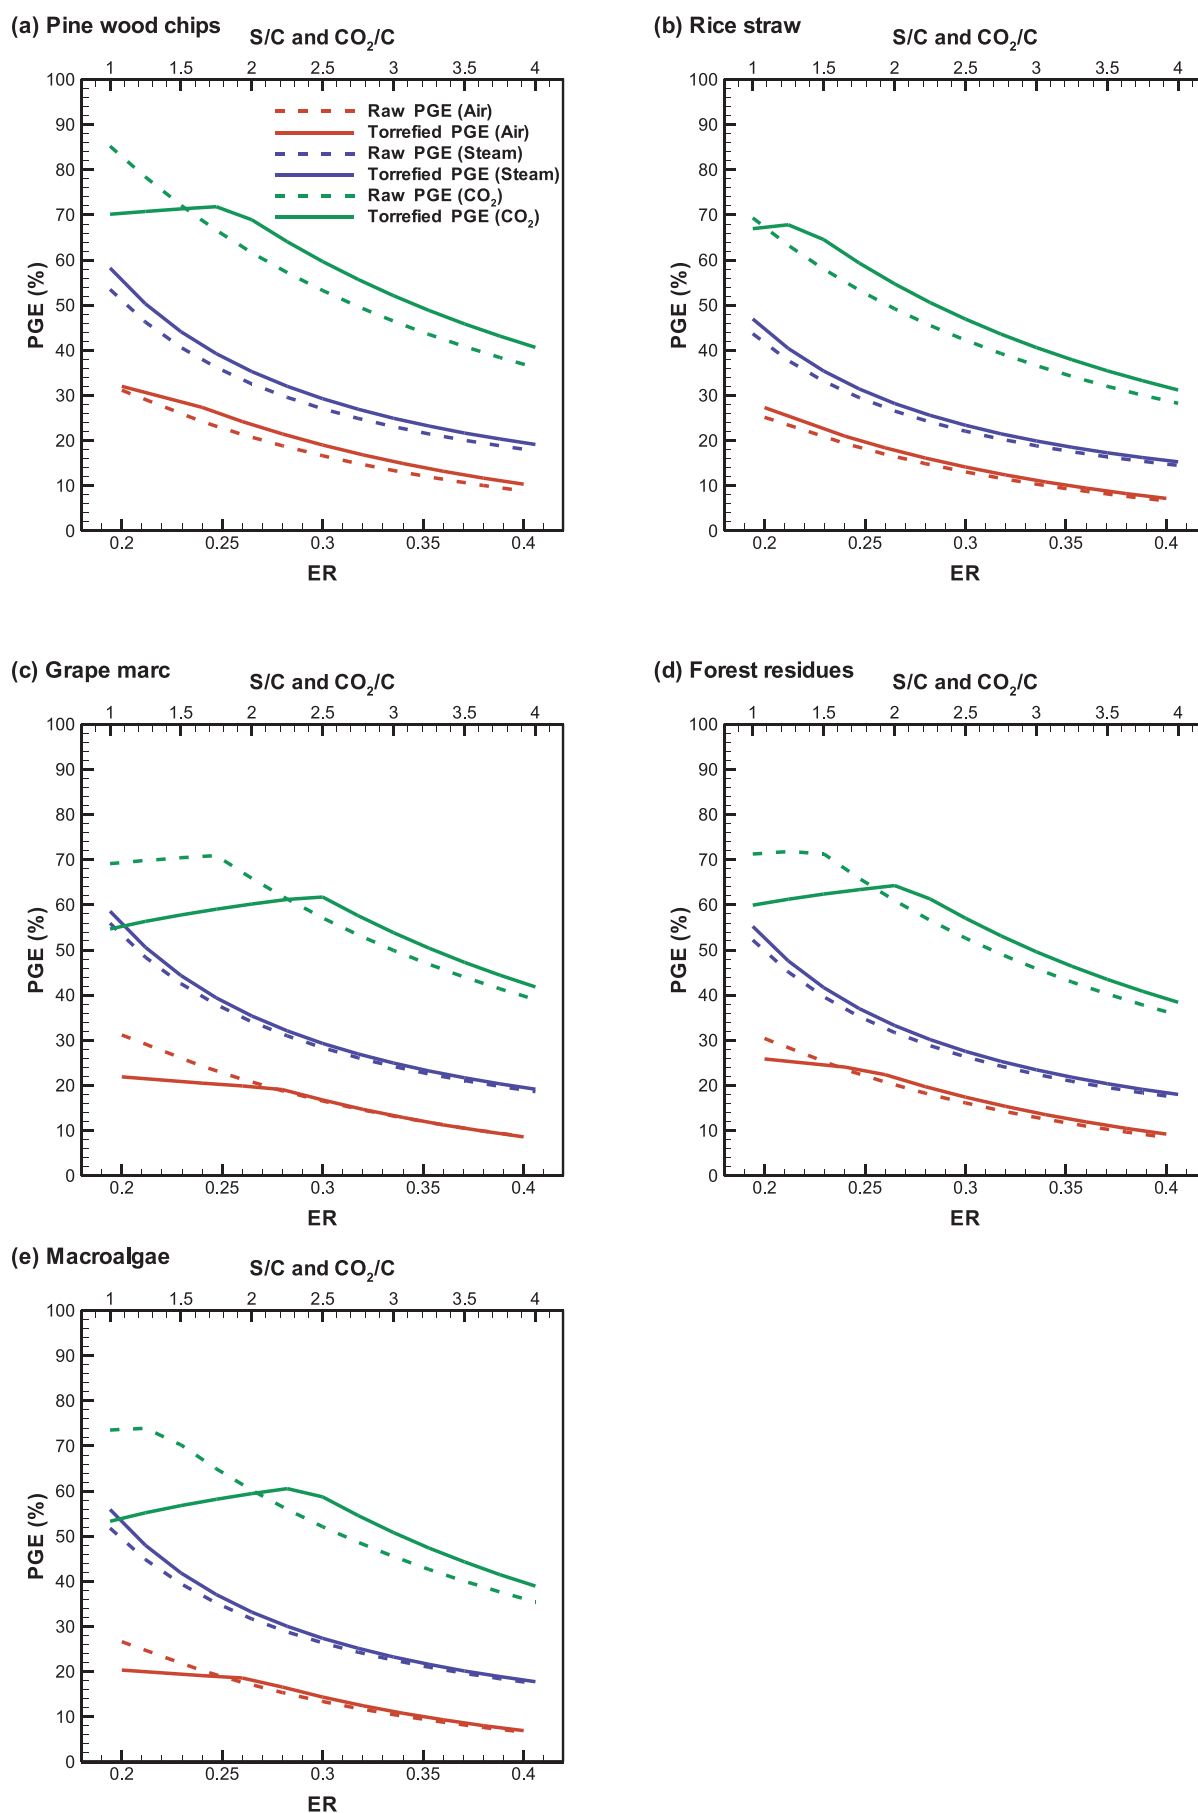 (a) Pine wood chips
S/C and CO₂/C
1 1.5 2 2.5 3 3.5 4
100
90
80
70
60
50
40
30
20
10
0
PGE (%)
Raw PGE (Air)
Torrefied PGE (Air)
Raw PGE (Steam)
Torrefied PGE (Steam)
Raw PGE (CO₂)
Torrefied PGE (CO₂)
0.2 0.25 0.3 0.35 0.4
ER
(b) Rice straw
S/C and CO₂/C
1 1.5 2 2.5 3 3.5 4
100
90
80
70
60
50
40
30
20
10
0
PGE (%)
0.2 0.25 0.3 0.35 0.4
ER
(c) Grape marc
S/C and CO₂/C
1 1.5 2 2.5 3 3.5 4
100
90
80
70
60
50
40
30
20
10
0
PGE (%)
0.2 0.25 0.3 0.35 0.4
ER
(d) Forest residues
S/C and CO₂/C
1 1.5 2 2.5 3 3.5 4
100
90
80
70
60
50
40
30
20
10
0
PGE (%)
0.2 0.25 0.3 0.35 0.4
ER
(e) Macroalgae
S/C and CO₂/C
1 1.5 2 2.5 3 3.5 4
100
90
80
70
60
50
40
30
20
10
0
PGE (%)
0.2 0.25 0.3 0.35 0.4
ER